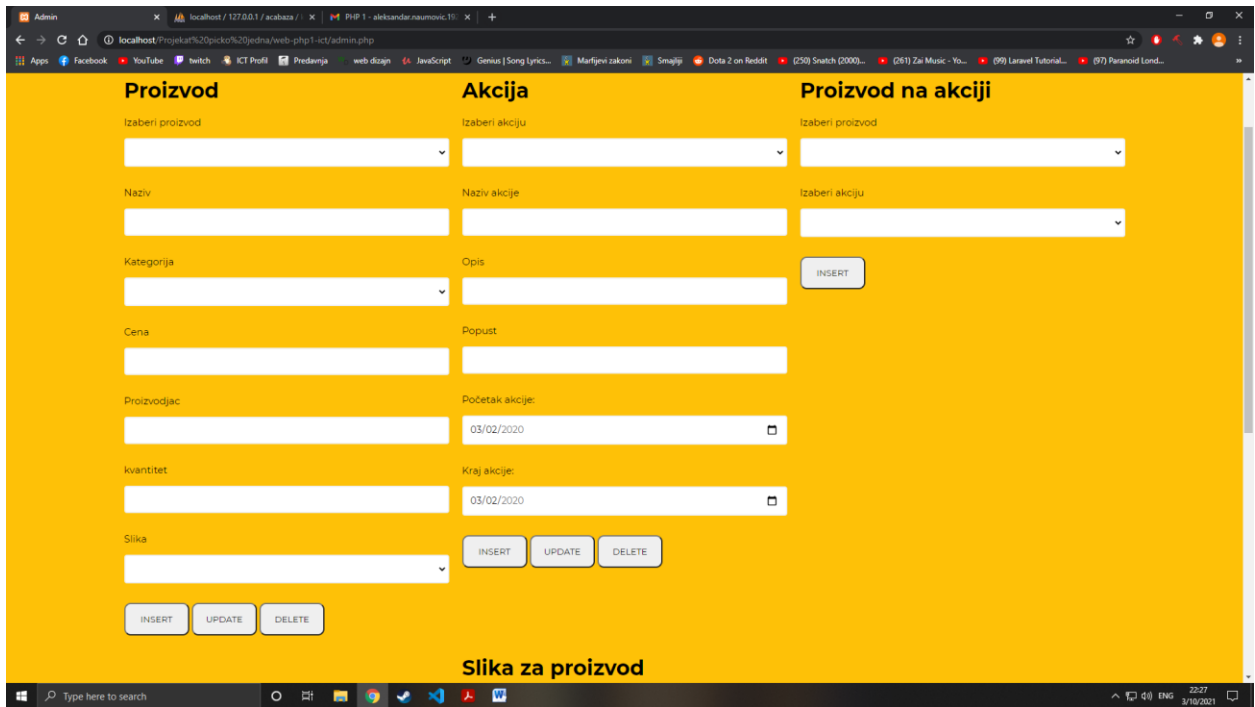 Admin
localhost / 127.0.0.1 / acabaza /
PHP 1 - aleksandar.naumovic.19
localhost/Projekat%20picko%20jedna/web-php1-ict/admin.php
Apps
Facebook
YouTube
twitch
ICT Profil
Predavnja
web dizajn
JavaScript
Genius | Song Lyrics...
Marfijevi zakoni
Smajliji
Dota 2 on Reddit
(250) Snatch (2000)...
(261) Zai Music - Yo...
(99) Laravel Tutorial...
(97) Paranoid Lond...
Proizvod
Izaberi proizvod
Naziv
Kategorija
Cena
Proizvodjac
kvantitet
Slika
INSERT UPDATE DELETE
Akcija
Izaberi akciju
Naziv akcije
Opis
Popust
Početak akcije:
03/02/2020
Kraj akcije:
03/02/2020
INSERT UPDATE DELETE
Proizvod na akciji
Izaberi proizvod
Izaberi akciju
INSERT
Slika za proizvod
Type here to search
ENG
22:27
3/10/2021